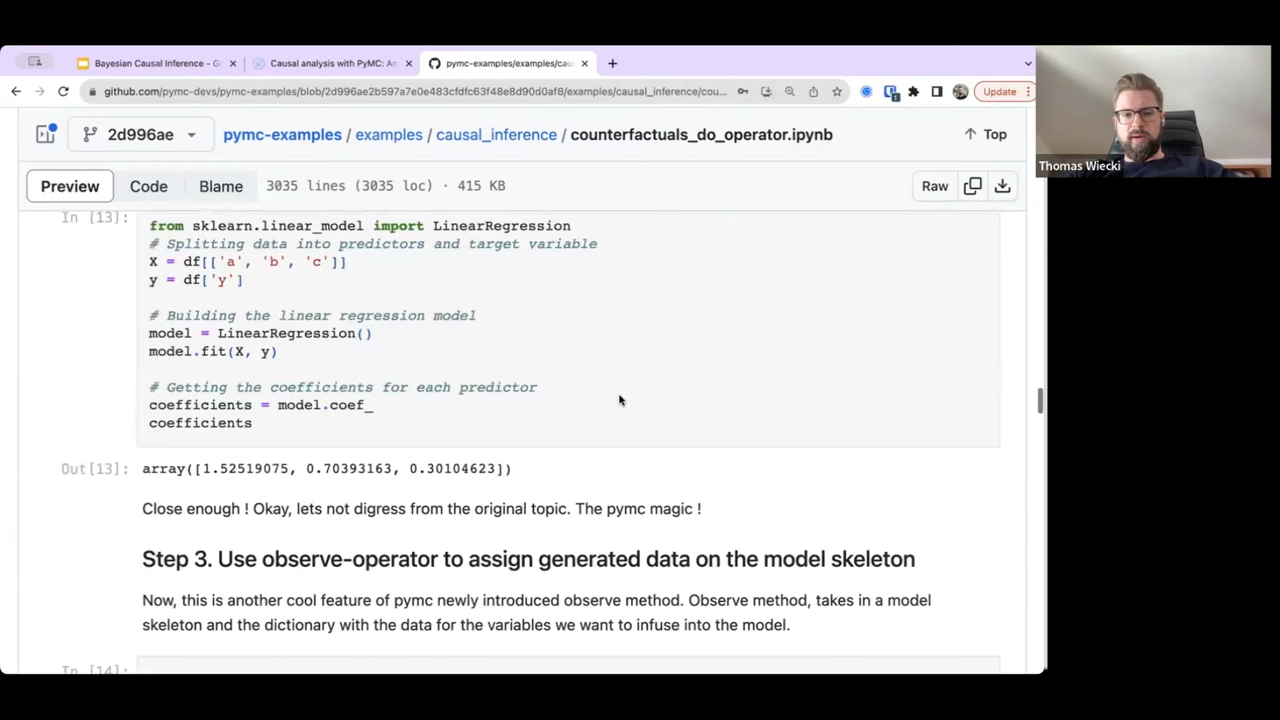 Bayesian Causal Inference - Go
Causal analysis with PyMC: An
pymc-examples/examples/cau
github.com/pymc-devs/pymc-examples/blob/2d996ae2b597a7e0e483cfdfc63f48e8d90d0af8/examples/causal_inference/cou...
Update
2d996ae
pymc-examples / examples / causal_inference / counterfactuals_do_operator.ipynb
Top
Preview Code Blame 3035 lines (3035 loc) · 415 KB
Raw
Thomas Wiecki
In [13]:
from sklearn.linear_model import LinearRegression
# Splitting data into predictors and target variable
X = df[['a', 'b', 'c']]
y = df['y']
# Building the linear regression model
model = LinearRegression()
model.fit(X, y)
# Getting the coefficients for each predictor
coefficients = model.coef_
coefficients
Out[13]: array([1.52519075, 0.70393163, 0.30104623])
Close enough ! Okay, lets not digress from the original topic. The pymc magic !
Step 3. Use observe-operator to assign generated data on the model skeleton
Now, this is another cool feature of pymc newly introduced observe method. Observe method, takes in a model
skeleton and the dictionary with the data for the variables we want to infuse into the model.
In [14]: